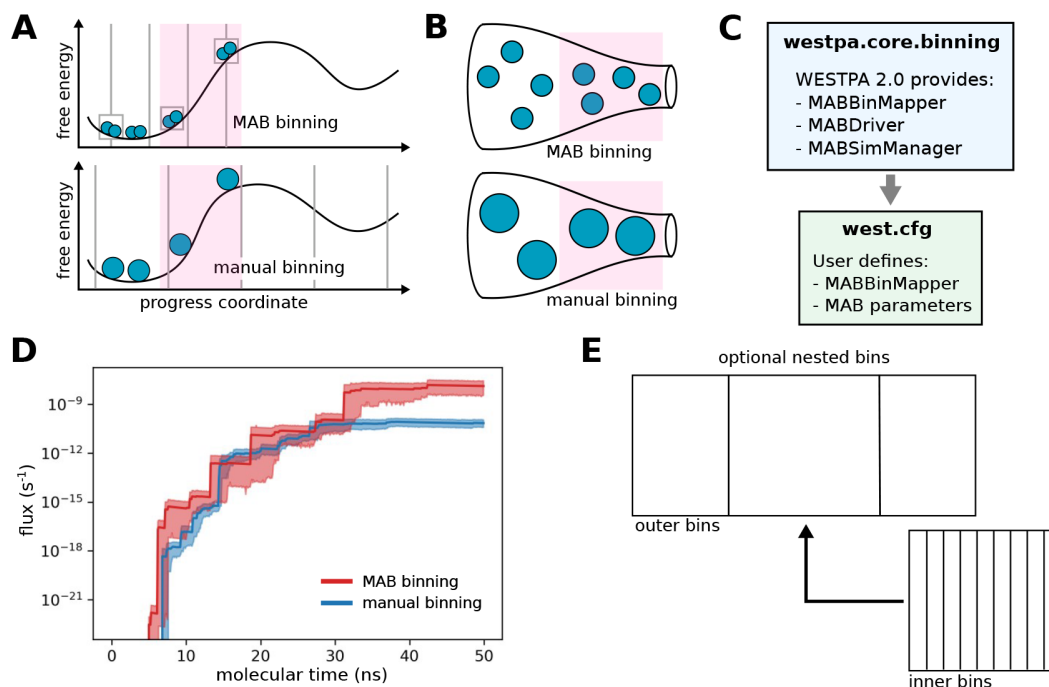 A
free energy
MAB binning
free energy
manual binning
progress coordinate
B
MAB binning
manual binning
C
westpa.core.binning
WESTPA 2.0 provides:
- MABBinMapper
- MABDriver
- MABSimManager
west.cfg
User defines:
- MABBinMapper
- MAB parameters
D
flux (s⁻¹)
10⁻⁹
10⁻¹²
10⁻¹⁵
10⁻¹⁸
10⁻²¹
MAB binning
manual binning
0 10 20 30 40 50
molecular time (ns)
E
optional nested bins
outer bins
inner bins